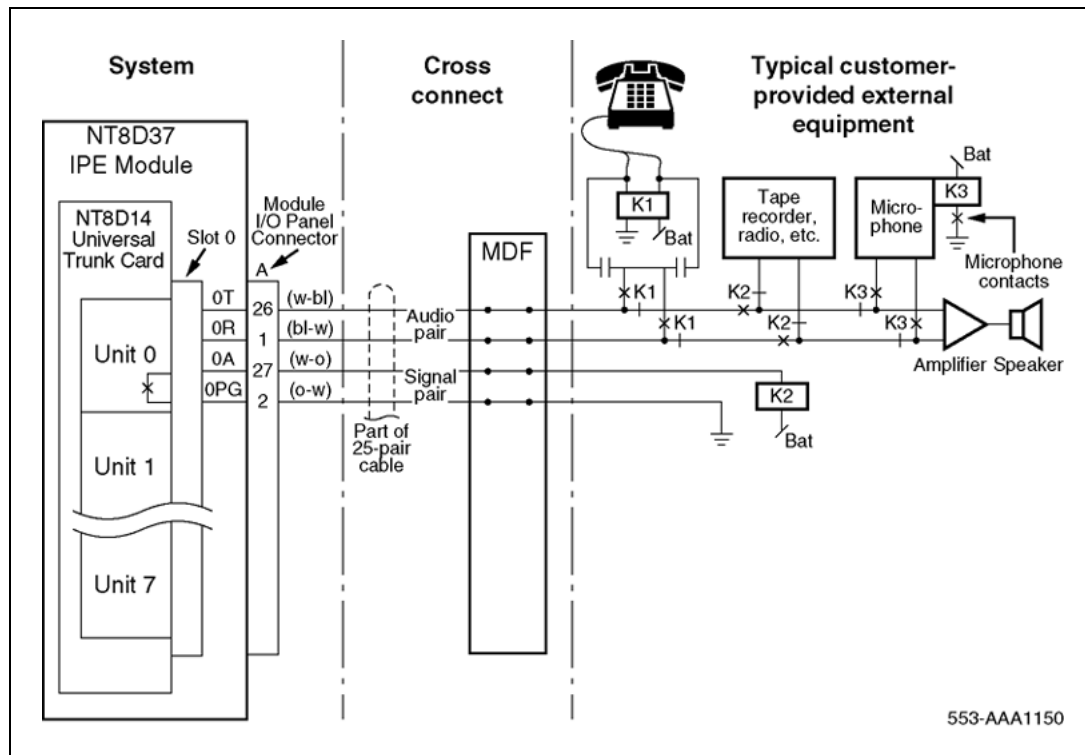 System
Cross
connect
Typical customer-
provided external
equipment
NT8D37
IPE Module
NT8D14
Universal
Trunk Card
Slot 0
Module
I/O Panel
Connector
A
MDF
K1
Bat
Tape
recorder,
radio, etc.
Micro-
phone
Bat
K3
Microphone
contacts
0T
26
(w-bl)
Audio
pair
K1
K2
K3
0R
1
(bl-w)
K1
K2
K3
Amplifier Speaker
Unit 0
0A
27
(w-o)
Signal
pair
0PG
2
(o-w)
K2
Bat
Part of
25-pair
cable
Unit 1
Unit 7
553-AAA1150